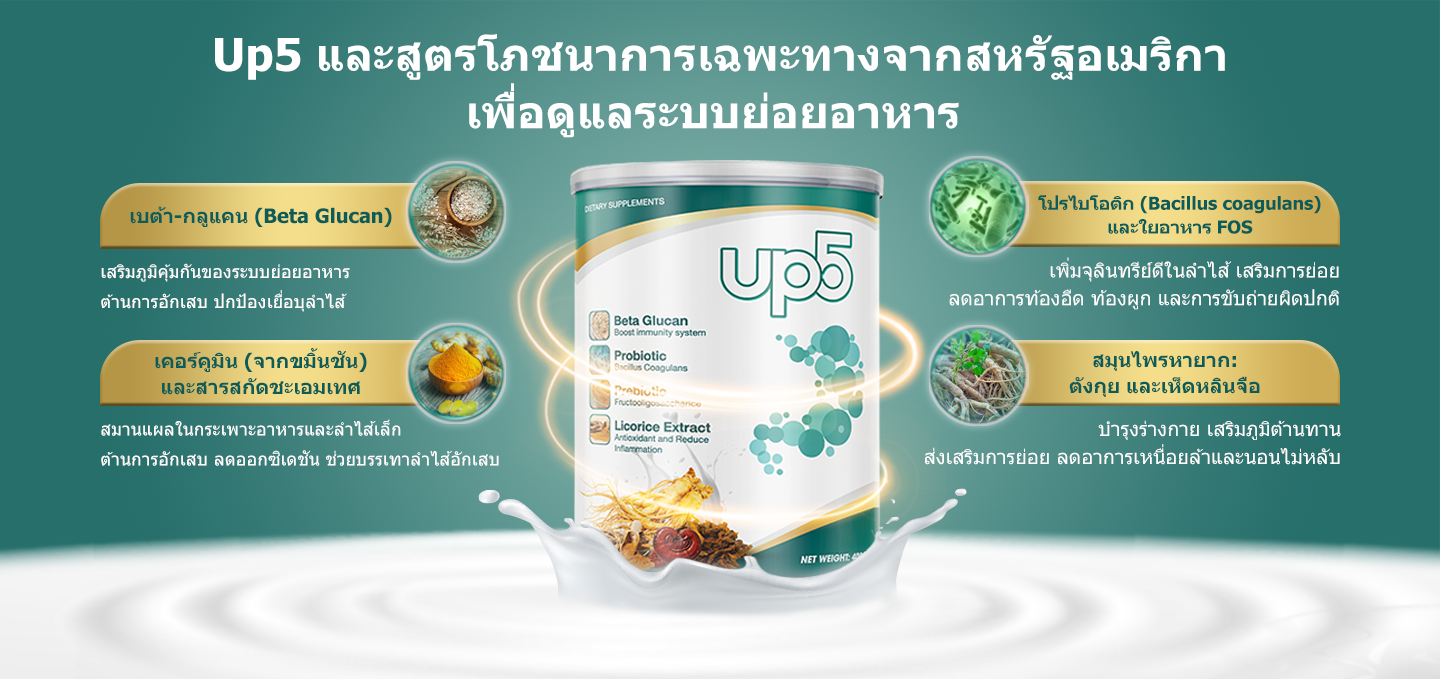 Up5 และสูตรโภชนาการเฉพาะทางจากสหรัฐอเมริกา
เพื่อดูแลระบบย่อยอาหาร
เบต้า-กลูแคน (Beta Glucan)
เสริมภูมิคุ้มกันของระบบย่อยอาหาร
ต้านการอักเสบ ปกป้องเยื่อบุลำไส้
เคอร์คูมิน (จากขมิ้นชัน)
และสารสกัดชะเอมเทศ
สมานแผลในกระเพาะอาหารและลำไส้เล็ก
ต้านการอักเสบ ลดออกซิเดชัน ช่วยบรรเทาลำไส้อักเสบ
DIETARY SUPPLEMENTS
up5
Beta Glucan
Boost immunity system
Probiotic
Bacillus Coagulans
Prebiotic
Fructooligosaccharide
Licorice Extract
Antioxidant and Reduce
Inflammation
NET WEIGHT:
โปรไบโอติก (Bacillus coagulans)
และใยอาหาร FOS
เพิ่มจุลินทรีย์ดีในลำไส้ เสริมการย่อย
ลดอาการท้องอืด ท้องผูก และการขับถ่ายผิดปกติ
สมุนไพรหายาก:
ตังกุย และเห็ดหลินจือ
บำรุงร่างกาย เสริมภูมิต้านทาน
ส่งเสริมการย่อย ลดอาการเหนื่อยล้าและนอนไม่หลับ